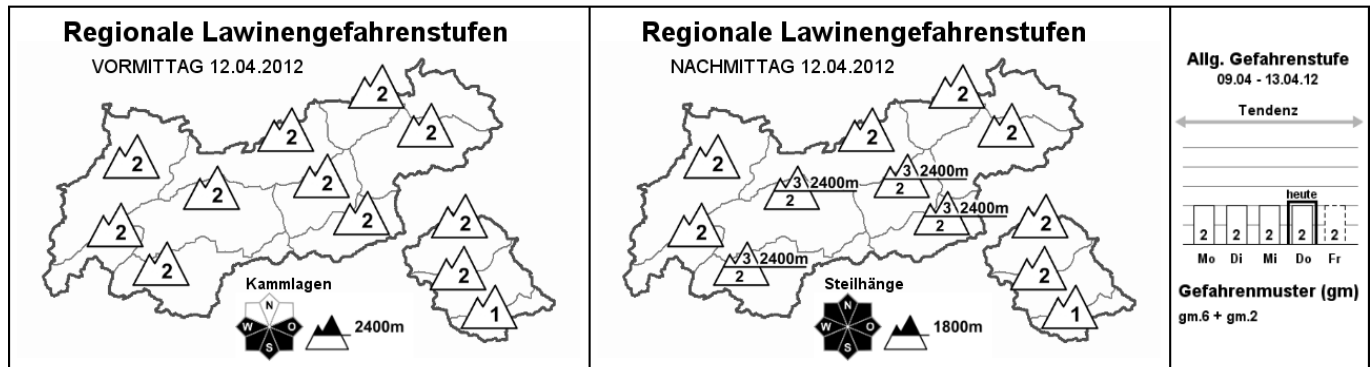 Regionale Lawinengefahrenstufen
VORMITTAG 12.04.2012
2
2
2
2
2
2
2
2
2
2
2
1
Kammlagen
N
W O
S
2400m
Regionale Lawinengefahrenstufen
NACHMITTAG 12.04.2012
2
2
2
2
3 2400m
2
3 2400m
2
3 2400m
2
2
2
3 2400m
2
2
1
Steilhänge
N
W O
S
1800m
Allg. Gefahrenstufe
09.04 - 13.04.12
Tendenz
heute
2 2 2 2 2
Mo Di Mi Do Fr
Gefahrenmuster (gm)
gm.6 + gm.2